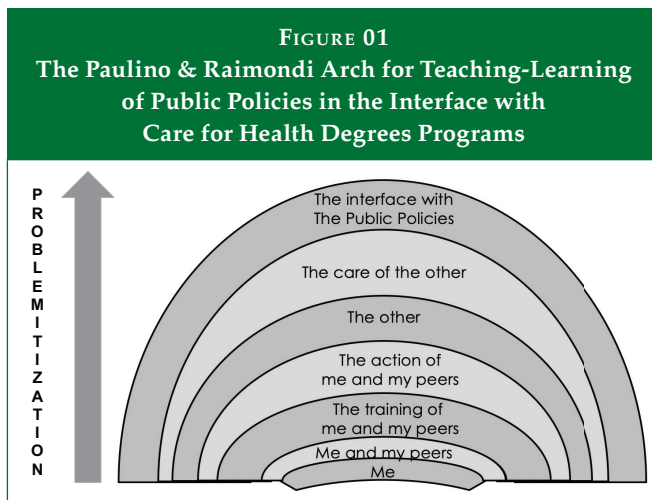 FIGURE 01
The Paulino & Raimondi Arch for Teaching-Learning
of Public Policies in the Interface with
Care for Health Degrees Programs
PROBLEMITIZATION
The interface with
The Public Policies
The care of the other
The other
The action of
me and my peers
The training of
me and my peers
Me and my peers
Me